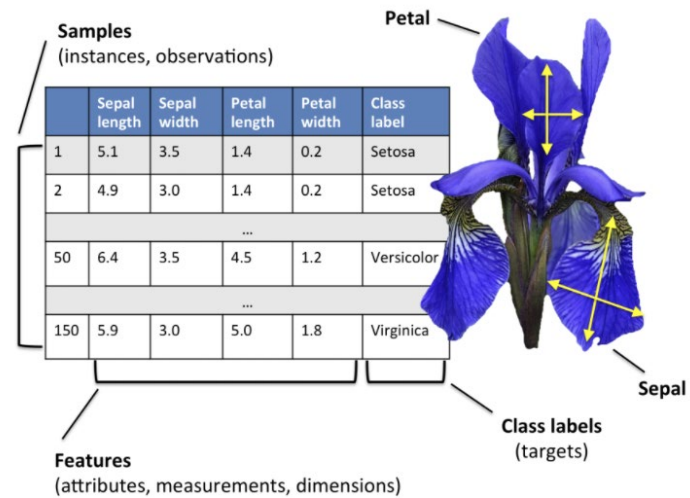 Samples
(instances, observations)
Petal
Sepal length Sepal width Petal length Petal width Class label
1 5.1 3.5 1.4 0.2 Setosa
2 4.9 3.0 1.4 0.2 Setosa
...
50 6.4 3.5 4.5 1.2 Versicolor
...
150 5.9 3.0 5.0 1.8 Virginica
Sepal
Class labels
(targets)
Features
(attributes, measurements, dimensions)